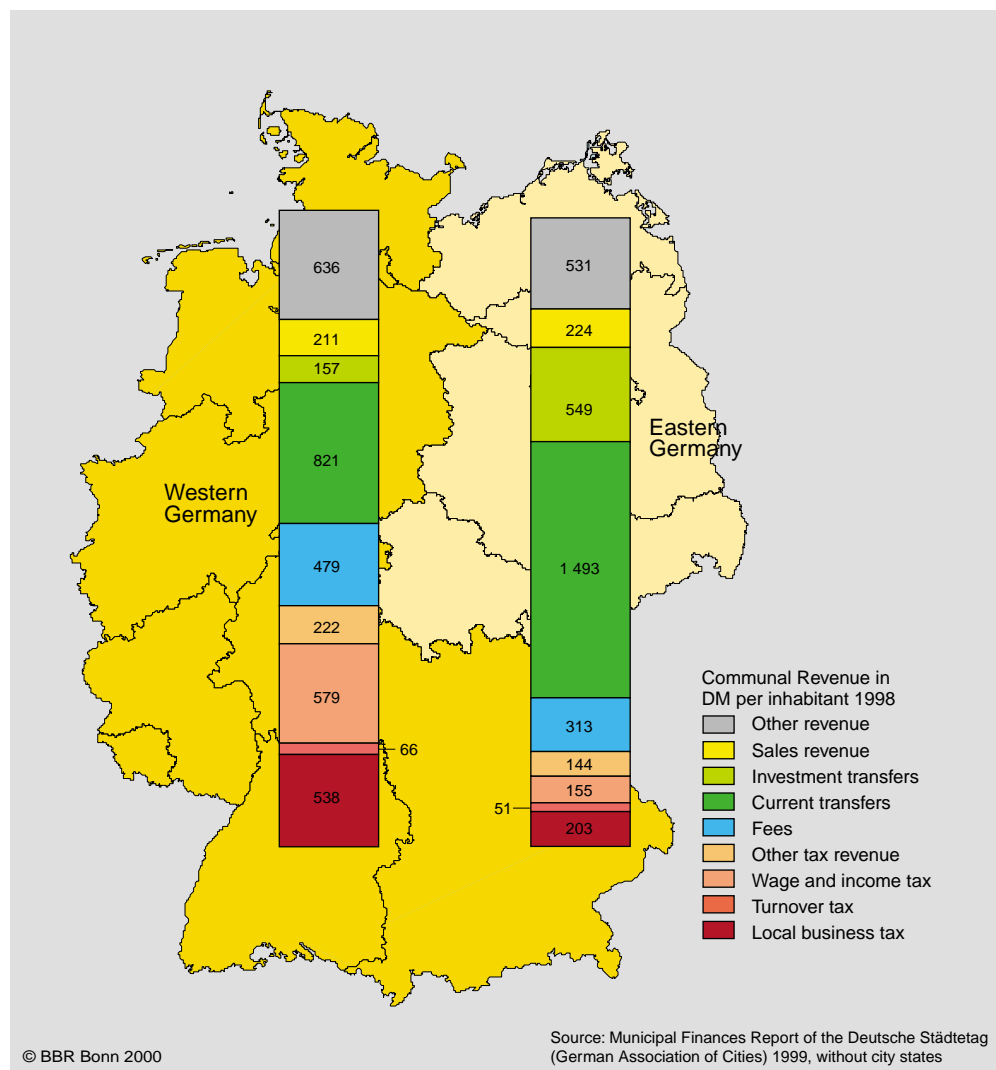 636
211
157
821
479
222
579
66
538
531
224
549
1 493
313
144
155
51
203
Western
Germany
Eastern
Germany
Communal Revenue in
DM per inhabitant 1998
Other revenue
Sales revenue
Investment transfers
Current transfers
Fees
Other tax revenue
Wage and income tax
Turnover tax
Local business tax
© BBR Bonn 2000
Source: Municipal Finances Report of the Deutsche Städtetag
(German Association of Cities) 1999, without city states